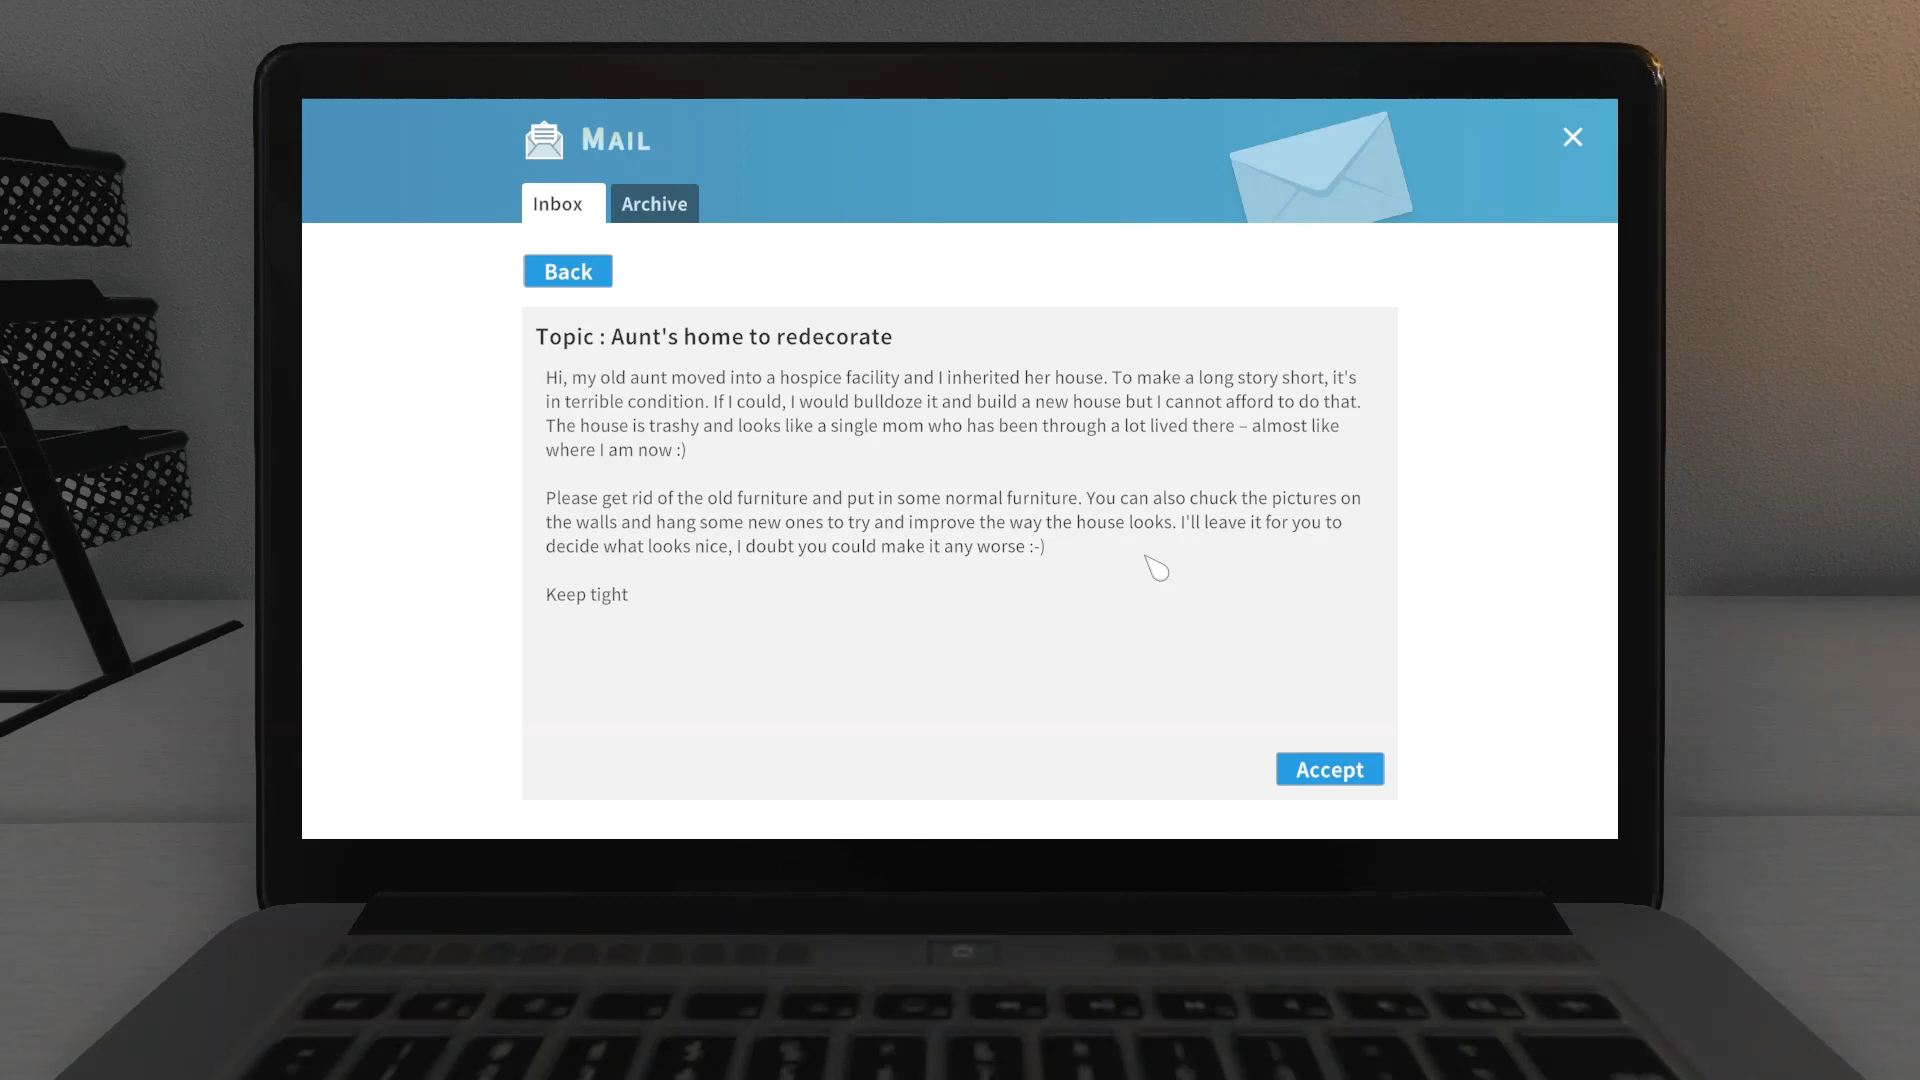 MAIL
Inbox
Archive
Back
Topic : Aunt's home to redecorate
Hi, my old aunt moved into a hospice facility and I inherited her house. To make a long story short, it's
in terrible condition. If I could, I would bulldoze it and build a new house but I cannot afford to do that.
The house is trashy and looks like a single mom who has been through a lot lived there – almost like
where I am now :)
Please get rid of the old furniture and put in some normal furniture. You can also chuck the pictures on
the walls and hang some new ones to try and improve the way the house looks. I'll leave it for you to
decide what looks nice, I doubt you could make it any worse :-)
Keep tight
Accept